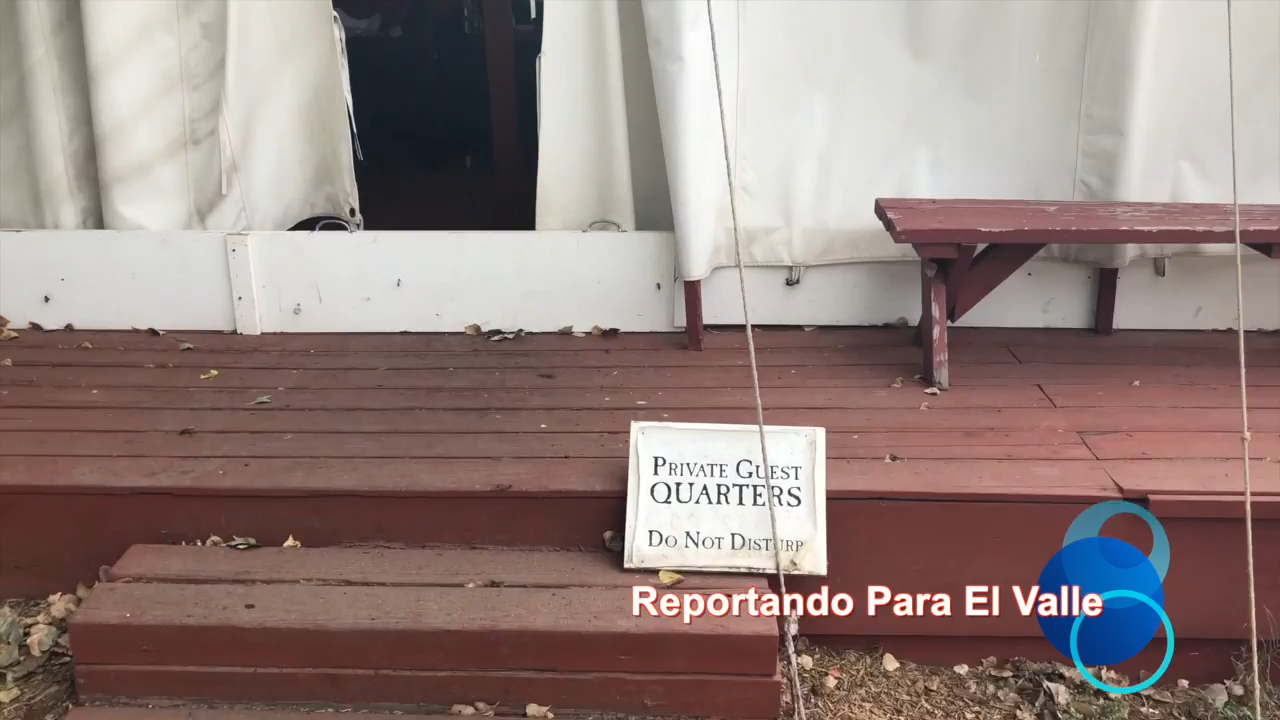 Private Guest
QUARTERS
Do Not Disturb
Reportando Para El Valle